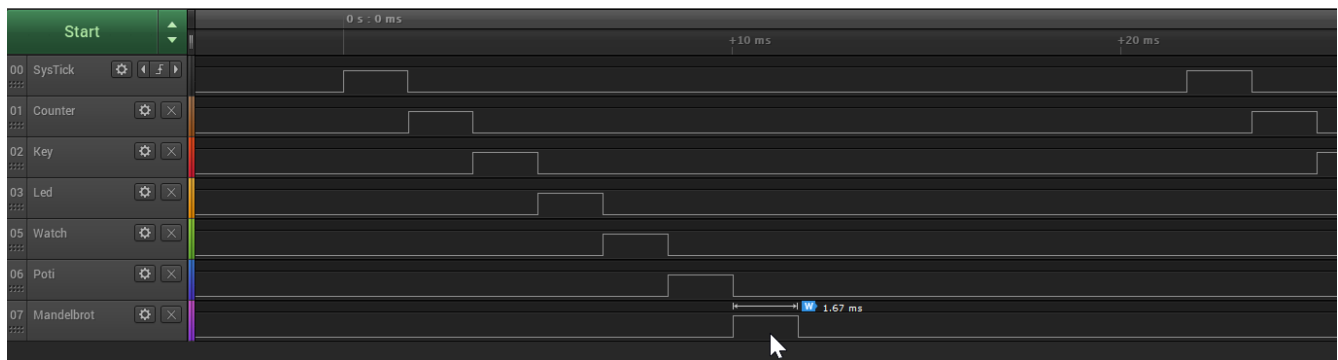 Start
0 s : 0 ms
+10 ms
+20 ms
00 SysTick
01 Counter
02 Key
03 Led
05 Watch
06 Poti
07 Mandelbrot
W 1.67 ms